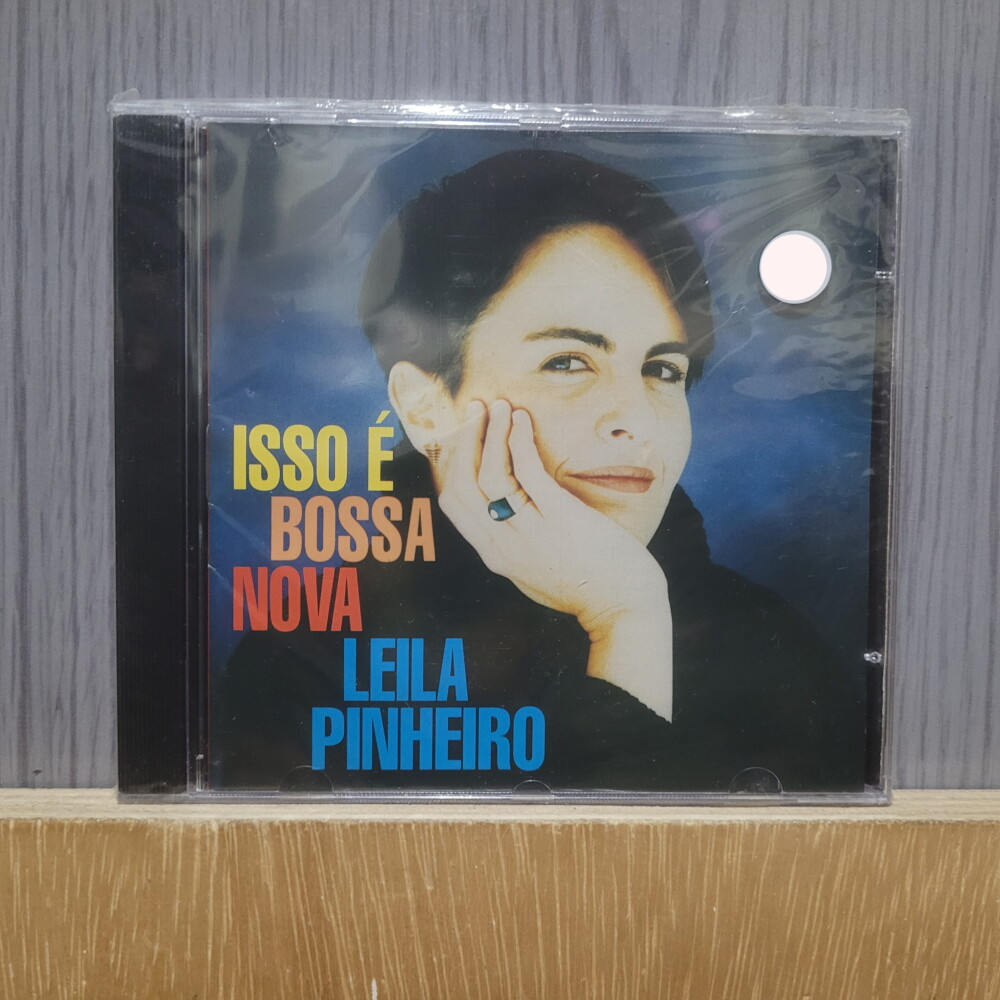 ISSO É
BOSSA
NOVA
LEILA
PINHEIRO